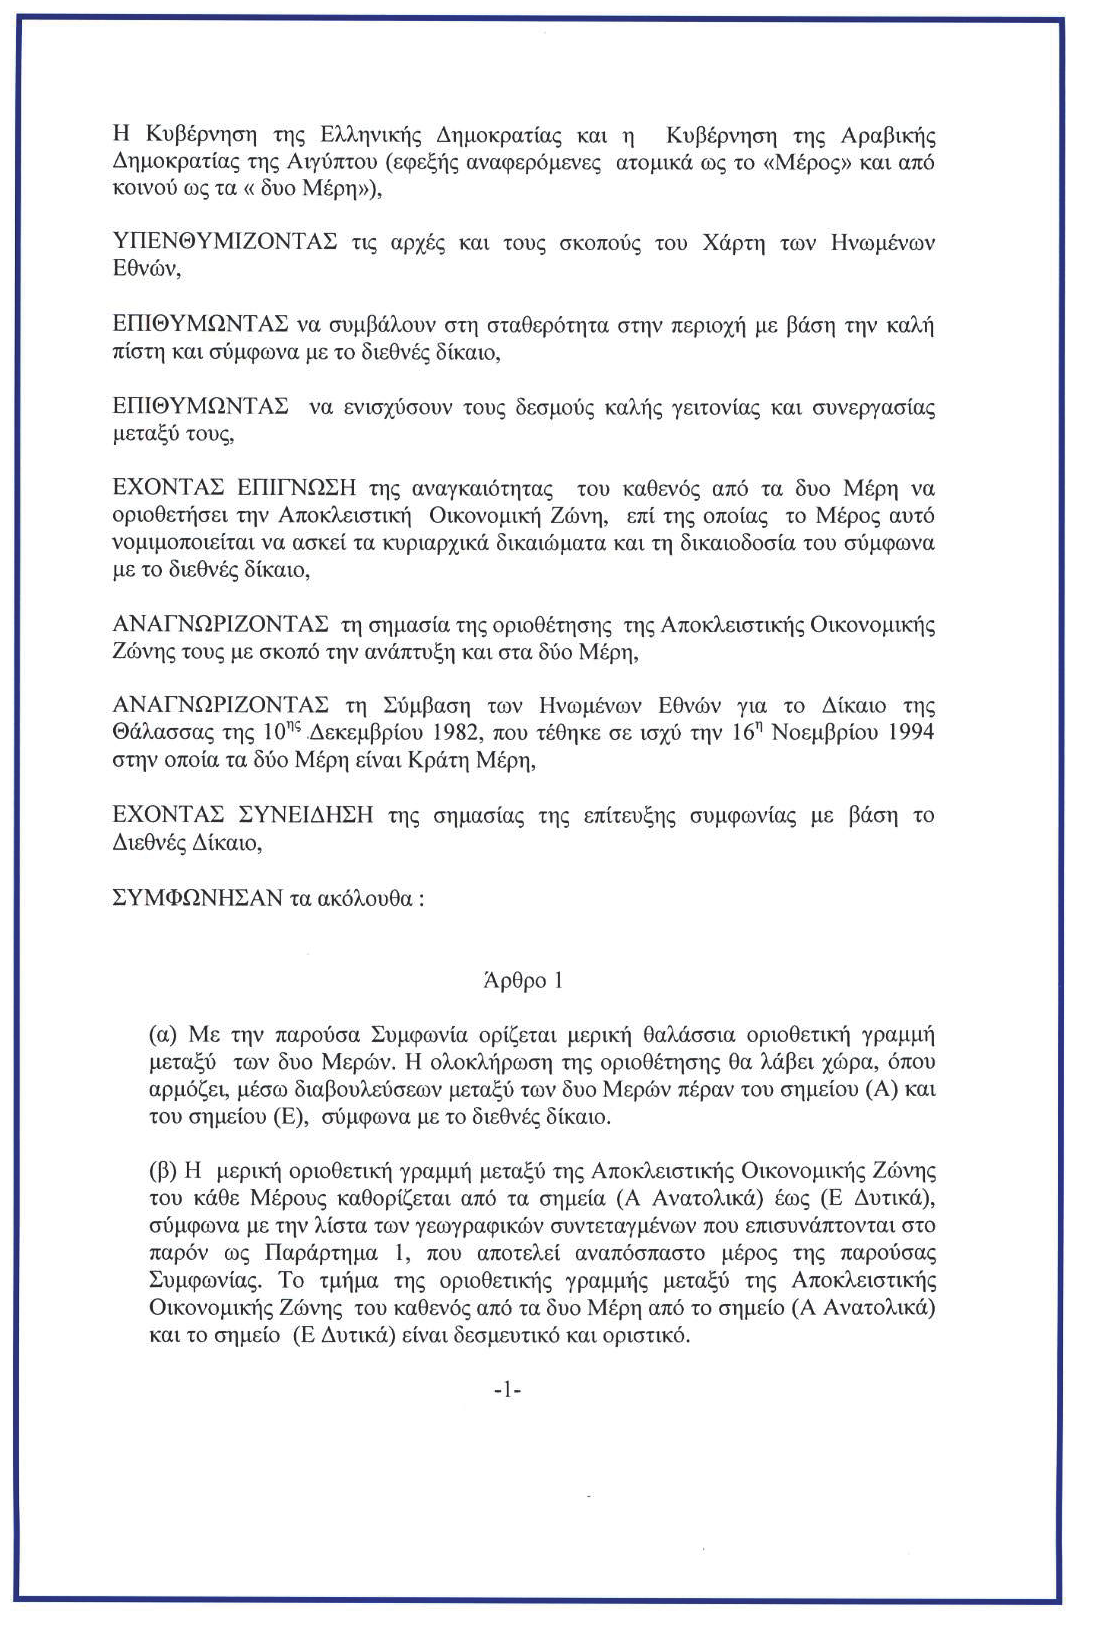 Η Κυβέρνηση της Ελληνικής Δημοκρατίας και η Κυβέρνηση της Αραβικής
Δημοκρατίας της Αιγύπτου (εφεξής αναφερόμενες ατομικά ως το «Μέρος» και από
κοινού ως τα « δυο Μέρη»),
ΥΠΕΝΘΥΜΙΖΟΝΤΑΣ τις αρχές και τους σκοπούς του Χάρτη των Ηνωμένων
Εθνών,
ΕΠΙΘΥΜΩΝΤΑΣ να συμβάλουν στη σταθερότητα στην περιοχή με βάση την καλή
πίστη και σύμφωνα με το διεθνές δίκαιο,
ΕΠΙΘΥΜΩΝΤΑΣ να ενισχύσουν τους δεσμούς καλής γειτονίας και συνεργασίας
μεταξύ τους,
ΕΧΟΝΤΑΣ ΕΠΙΓΝΩΣΗ της αναγκαιότητας του καθενός από τα δυο Μέρη να
οριοθετήσει την Αποκλειστική Οικονομική Ζώνη, επί της οποίας το Μέρος αυτό
νομιμοποιείται να ασκεί τα κυριαρχικά δικαιώματα και τη δικαιοδοσία του σύμφωνα
με το διεθνές δίκαιο,
ΑΝΑΓΝΩΡΙΖΟΝΤΑΣ τη σημασία της οριοθέτησης της Αποκλειστικής Οικονομικής
Ζώνης τους με σκοπό την ανάπτυξη και στα δύο Μέρη,
ΑΝΑΓΝΩΡΙΖΟΝΤΑΣ τη Σύμβαση των Ηνωμένων Εθνών για το Δίκαιο της
Θάλασσας της 10ης Δεκεμβρίου 1982, που τέθηκε σε ισχύ την 16η Νοεμβρίου 1994
στην οποία τα δύο Μέρη είναι Κράτη Μέρη,
ΕΧΟΝΤΑΣ ΣΥΝΕΙΔΗΣΗ της σημασίας της επίτευξης συμφωνίας με βάση το
Διεθνές Δίκαιο,
ΣΥΜΦΩΝΗΣΑΝ τα ακόλουθα :
Άρθρο 1
(α) Με την παρούσα Συμφωνία ορίζεται μερική θαλάσσια οριοθετική γραμμή
μεταξύ των δυο Μερών. Η ολοκλήρωση της οριοθέτησης θα λάβει χώρα, όπου
αρμόζει, μέσω διαβουλεύσεων μεταξύ των δυο Μερών πέραν του σημείου (Α) και
του σημείου (Ε), σύμφωνα με το διεθνές δίκαιο.
(β) Η μερική οριοθετική γραμμή μεταξύ της Αποκλειστικής Οικονομικής Ζώνης
του κάθε Μέρους καθορίζεται από τα σημεία (Α Ανατολικά) έως (Ε Δυτικά),
σύμφωνα με την λίστα των γεωγραφικών συντεταγμένων που επισυνάπτονται στο
παρόν ως Παράρτημα 1, που αποτελεί αναπόσπαστο μέρος της παρούσας
Συμφωνίας. Το τμήμα της οριοθετικής γραμμής μεταξύ της Αποκλειστικής
Οικονομικής Ζώνης του καθενός από τα δυο Μέρη από το σημείο (Α Ανατολικά)
και το σημείο (Ε Δυτικά) είναι δεσμευτικό και οριστικό.
-1-